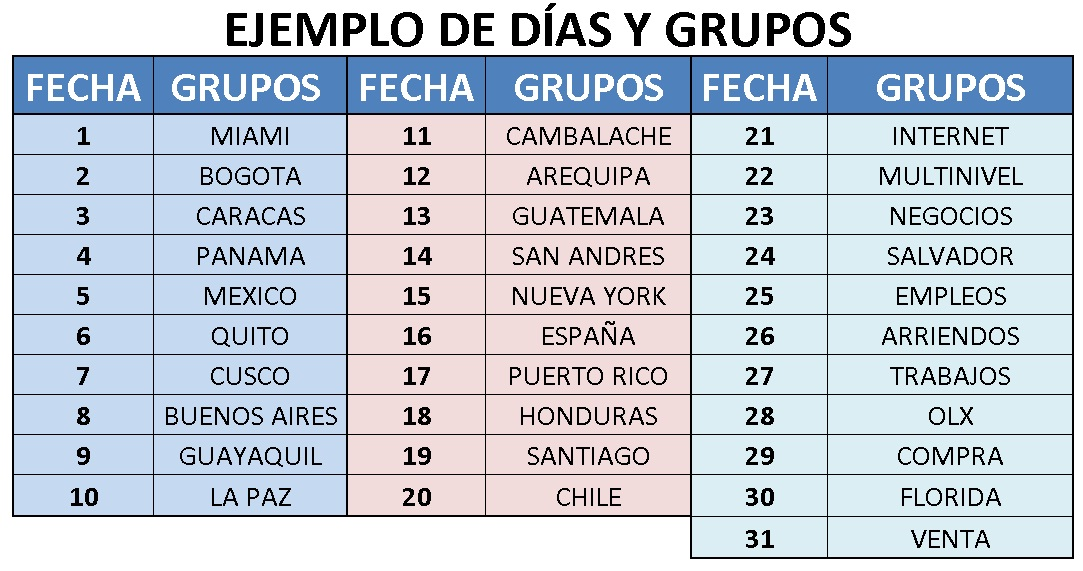 EJEMPLO DE DÍAS Y GRUPOS
FECHA GRUPOS FECHA GRUPOS FECHA GRUPOS
1 MIAMI 11 CAMBALACHE 21 INTERNET
2 BOGOTA 12 AREQUIPA 22 MULTINIVEL
3 CARACAS 13 GUATEMALA 23 NEGOCIOS
4 PANAMA 14 SAN ANDRES 24 SALVADOR
5 MEXICO 15 NUEVA YORK 25 EMPLEOS
6 QUITO 16 ESPAÑA 26 ARRIENDOS
7 CUSCO 17 PUERTO RICO 27 TRABAJOS
8 BUENOS AIRES 18 HONDURAS 28 OLX
9 GUAYAQUIL 19 SANTIAGO 29 COMPRA
10 LA PAZ 20 CHILE 30 FLORIDA
31 VENTA